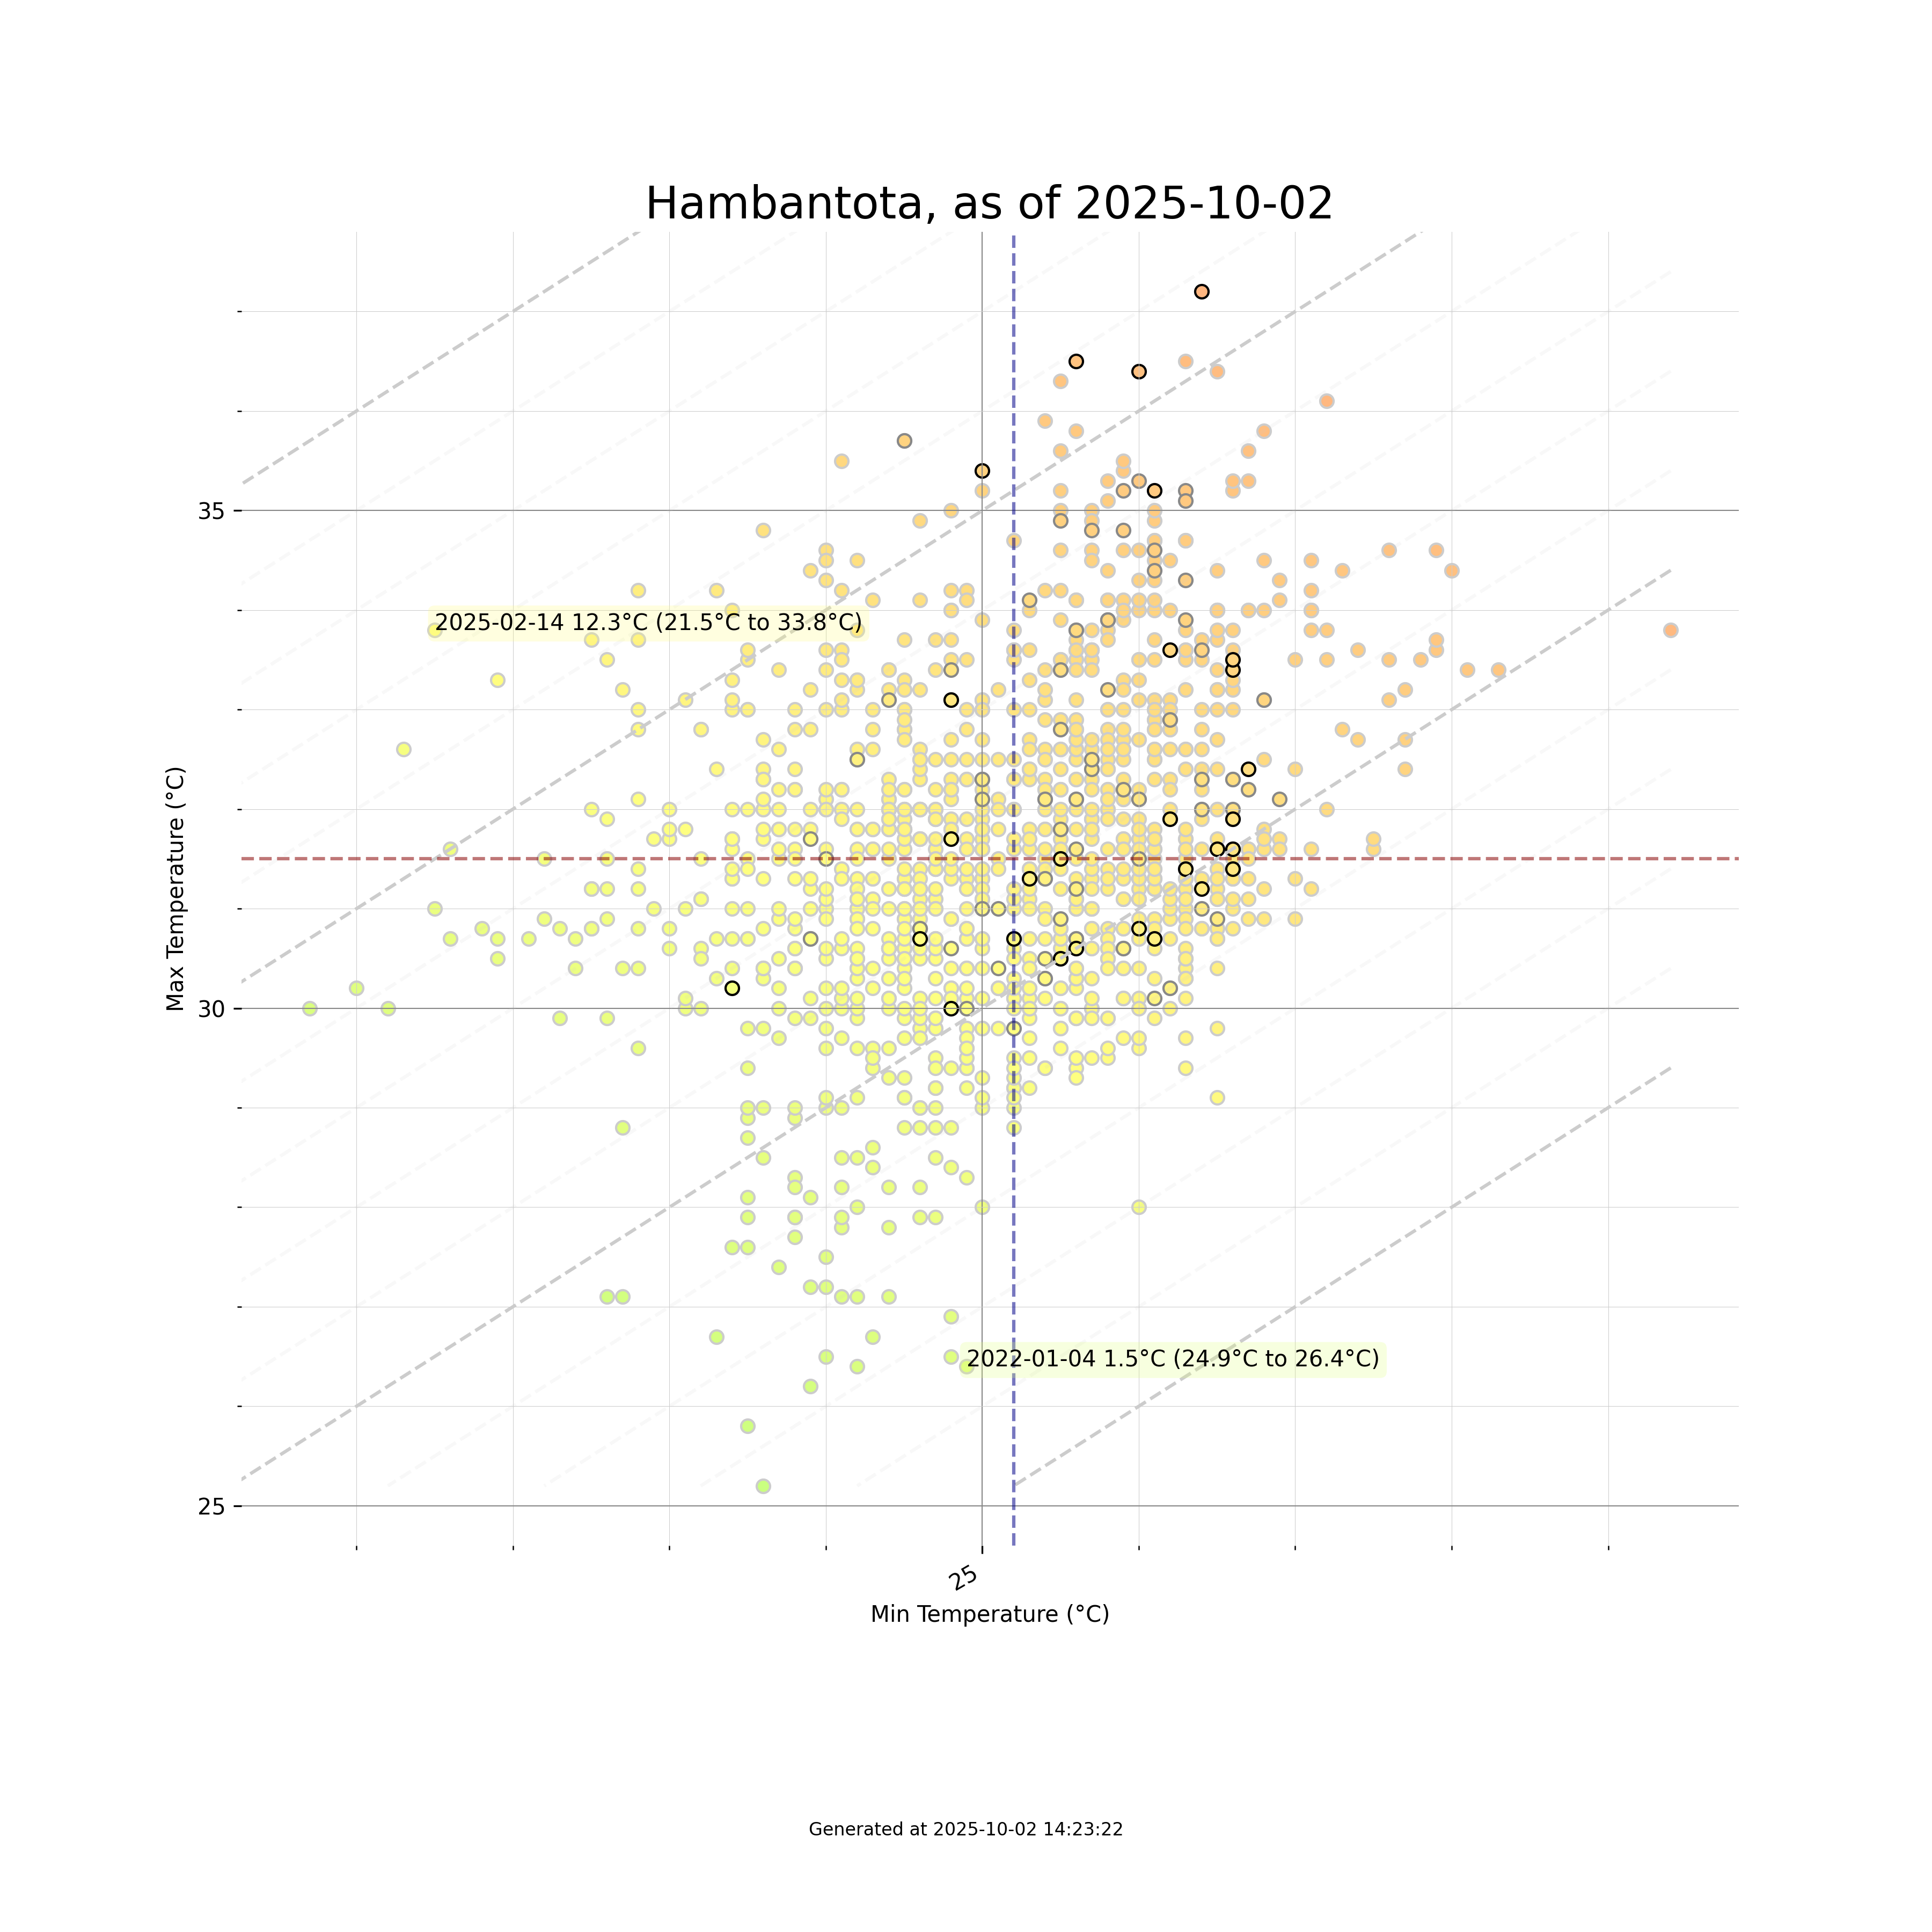 Hambantota, as of 2025-10-02
35
2025-02-14 12.3°C (21.5°C to 33.8°C)
Max Temperature (°C)
30
2022-01-04 1.5°C (24.9°C to 26.4°C)
25
25
Min Temperature (°C)
Generated at 2025-10-02 14:23:22